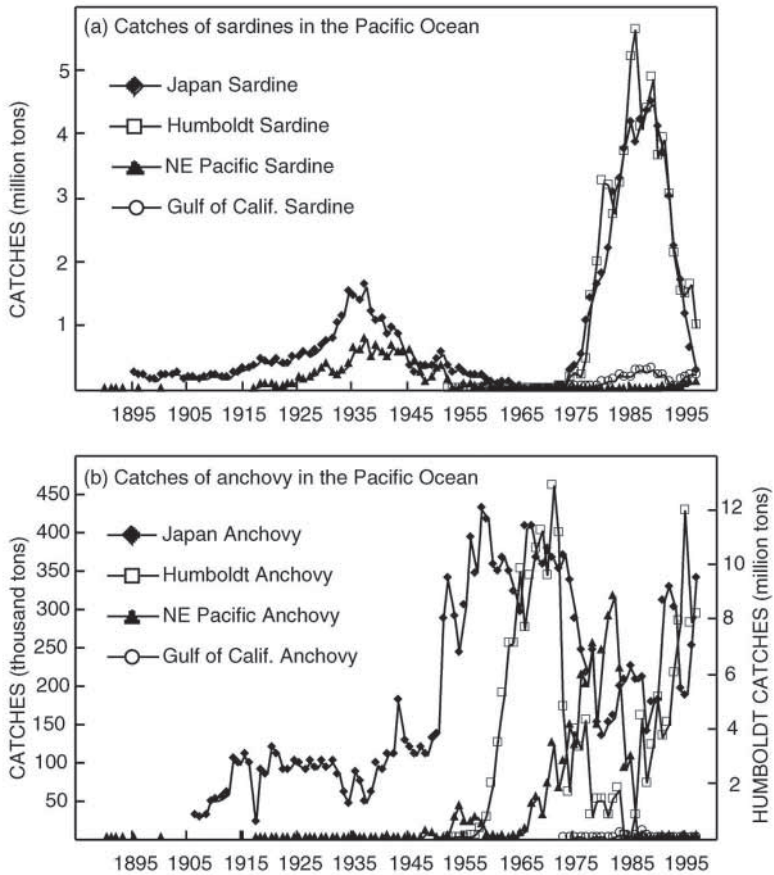 (a) Catches of sardines in the Pacific Ocean
Japan Sardine
Humboldt Sardine
NE Pacific Sardine
Gulf of Calif. Sardine
CATCHES (million tons)
5
4
3
2
1
1895 1905 1915 1925 1935 1945 1955 1965 1975 1985 1995
(b) Catches of anchovy in the Pacific Ocean
Japan Anchovy
Humboldt Anchovy
NE Pacific Anchovy
Gulf of Calif. Anchovy
CATCHES (thousand tons)
450
400
350
300
250
200
150
100
50
HUMBOLDT CATCHES (million tons)
12
10
8
6
4
2
1895 1905 1915 1925 1935 1945 1955 1965 1975 1985 1995